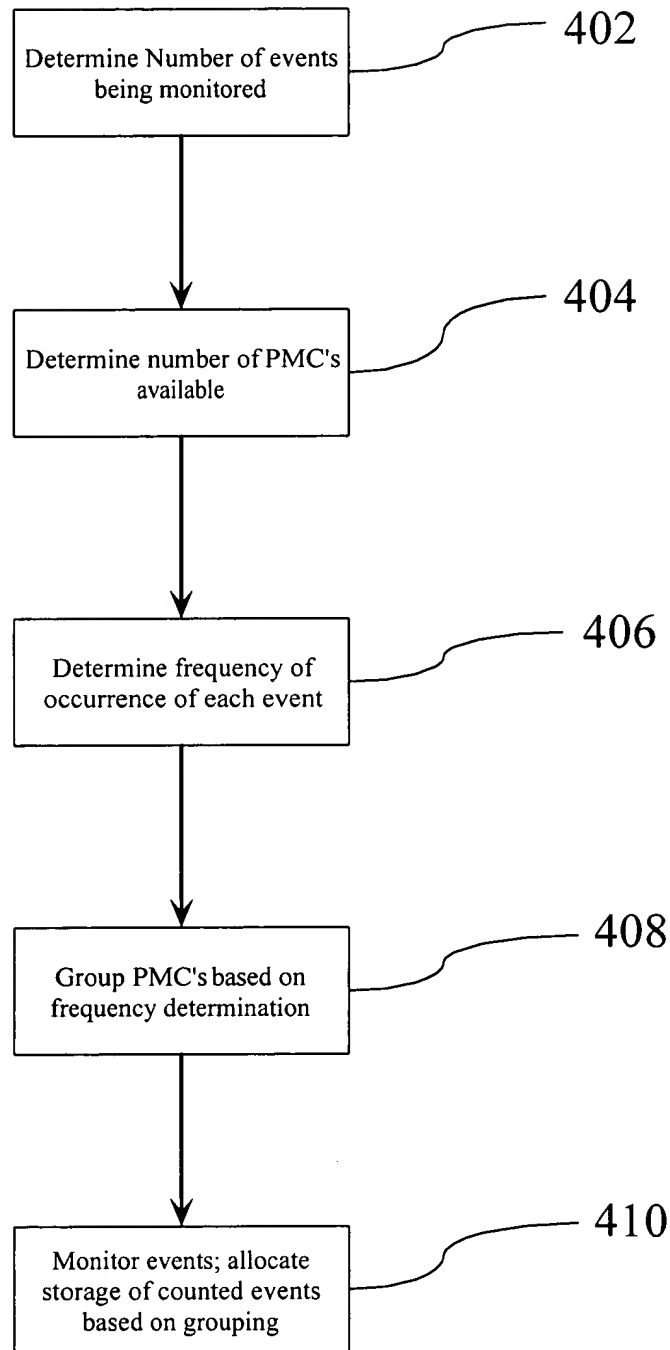 402
Determine Number of events
being monitored
404
Determine number of PMC's
available
406
Determine frequency of
occurrence of each event
408
Group PMC's based on
frequency determination
410
Monitor events; allocate
storage of counted events
based on grouping